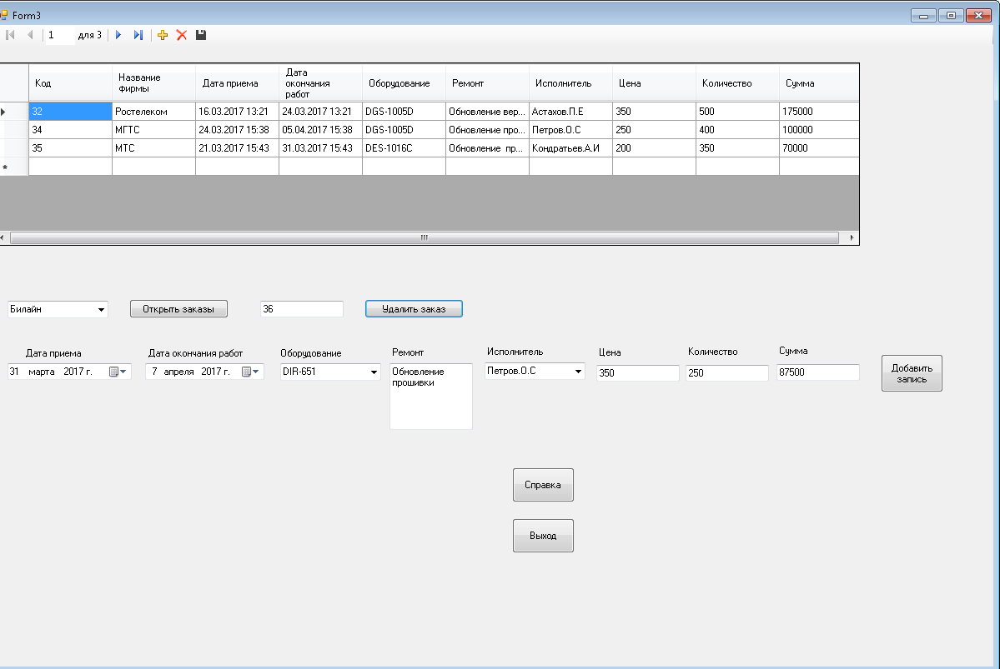 Form3
1 для 3
Код Название фирмы Дата приема Дата окончания работ Оборудование Ремонт Исполнитель Цена Количество Сумма
32 Ростелеком 16.03.2017 13:21 24.03.2017 13:21 DGS-1005D Обновление вер... Астахов.П.Е 350 500 175000
34 МГТС 24.03.2017 15:38 05.04.2017 15:38 DGS-1005D Обновление про... Петров.О.С 250 400 100000
35 МТС 21.03.2017 15:43 31.03.2017 15:43 DES-1016C Обновление пр... Кондратьев.А.И 200 350 70000
Билайн Открыть заказы 36 Удалить заказ
Дата приема Дата окончания работ Оборудование Ремонт Исполнитель Цена Количество Сумма
31 марта 2017 г. 7 апреля 2017 г. DIR-651 Обновление прошивки Петров.О.С 350 250 87500
Добавить запись
Справка
Выход